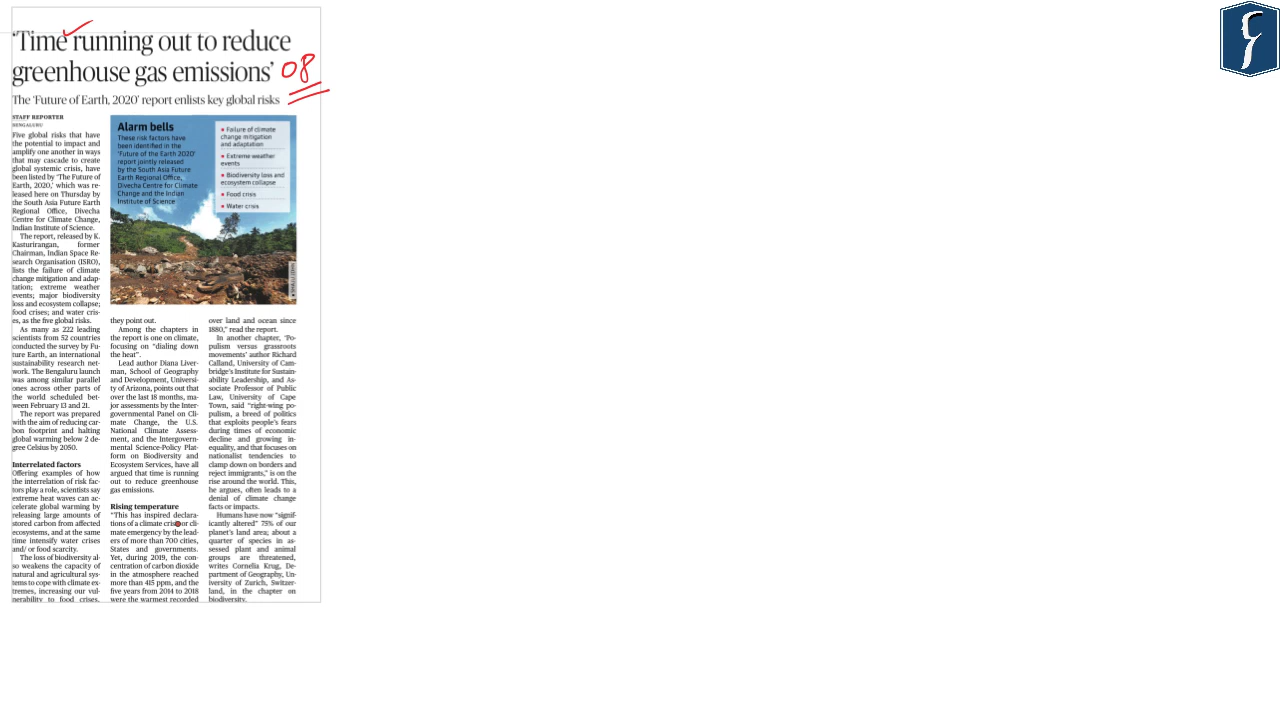 ‘Time running out to reduce
greenhouse gas emissions’ 08
The ‘Future of Earth, 2020’ report enlists key global risks
STAFF REPORTER
BENGALURU
Five global risks that have
the potential to impact and
amplify one another in ways
that may cascade to create
global systemic crisis, have
been listed by ‘The Future of
Earth, 2020,’ which was re-
leased here on Thursday by
the South Asia Future Earth
Regional Office, Divecha
Centre for Climate Change,
Indian Institute of Science.
The report, released by K.
Kasturirangan, former
Chairman, Indian Space Re-
search Organisation (ISRO),
lists the failure of climate
change mitigation and adap-
tation; extreme weather
events; major biodiversity
loss and ecosystem collapse;
food crises; and water cris-
es, as the five global risks.
As many as 222 leading
scientists from 52 countries
conducted the survey by Fu-
ture Earth, an international
sustainability research net-
work. The Bengaluru launch
was among similar parallel
ones across other parts of
the world scheduled bet-
ween February 13 and 21.
The report was prepared
with the aim of reducing car-
bon footprint and halting
global warming below 2 de-
gree Celsius by 2050.
Interrelated factors
Offering examples of how
the interrelation of risk fac-
tors play a role, scientists say
extreme heat waves can ac-
celerate global warming by
releasing large amounts of
stored carbon from affected
ecosystems, and at the same
time intensify water crises
and/ or food scarcity.
The loss of biodiversity al-
so weakens the capacity of
natural and agricultural sys-
tems to cope with climate ex-
tremes, increasing our vul-
nerability to food crises,
Alarm bells
These risk factors have
been identified in the
‘Future of the Earth 2020’
report jointly released
by the South Asia Future
Earth Regional Office,
Divecha Centre for Climate
Change and the Indian
Institute of Science
Failure of climate
change mitigation
and adaptation
Extreme weather
events
Biodiversity loss and
ecosystem collapse
Food crisis
Water crisis
they point out.
Among the chapters in
the report is one on climate,
focusing on “dialing down
the heat”.
Lead author Diana Liver-
man, School of Geography
and Development, Universi-
ty of Arizona, points out that
over the last 18 months, ma-
jor assessments by the Inter-
governmental Panel on Cli-
mate Change, the U.S.
National Climate Assess-
ment, and the Intergovern-
mental Science-Policy Plat-
form on Biodiversity and
Ecosystem Services, have all
argued that time is running
out to reduce greenhouse
gas emissions.
Rising temperature
“This has inspired declara-
tions of a climate crisis or cli-
mate emergency by the lead-
ers of more than 700 cities,
States and governments.
Yet, during 2019, the con-
centration of carbon dioxide
in the atmosphere reached
more than 415 ppm, and the
five years from 2014 to 2018
were the warmest recorded
over land and ocean since
1880,” read the report.
In another chapter, ‘Po-
pulism versus grassroots
movements’ author Richard
Calland, University of Cam-
bridge’s Institute for Sustain-
ability Leadership, and As-
sociate Professor of Public
Law, University of Cape
Town, said “right-wing po-
pulism, a breed of politics
that exploits people’s fears
during times of economic
decline and growing in-
equality, and that focuses on
nationalist tendencies to
clamp down on borders and
reject immigrants,” is on the
rise around the world. This,
he argues, often leads to a
denial of climate change
facts or impacts.
Humans have now “signif-
icantly altered” 75% of our
planet’s land area; about a
quarter of species in as-
sessed plant and animal
groups are threatened,
writes Cornelia Krug, De-
partment of Geography, Un-
iversity of Zurich, Switzer-
land, in the chapter on
biodiversity.